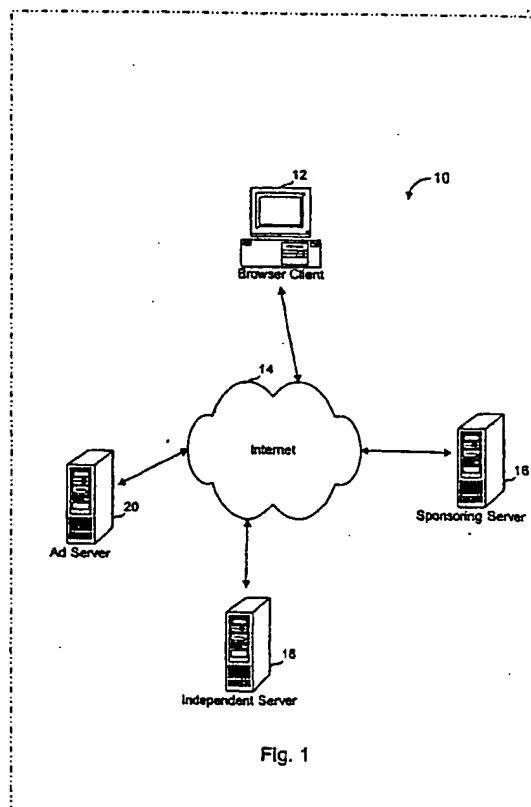 12
10
Browser Client
14
Internet
16
Sponsoring Server
20
Ad Server
18
Independent Server
Fig. 1